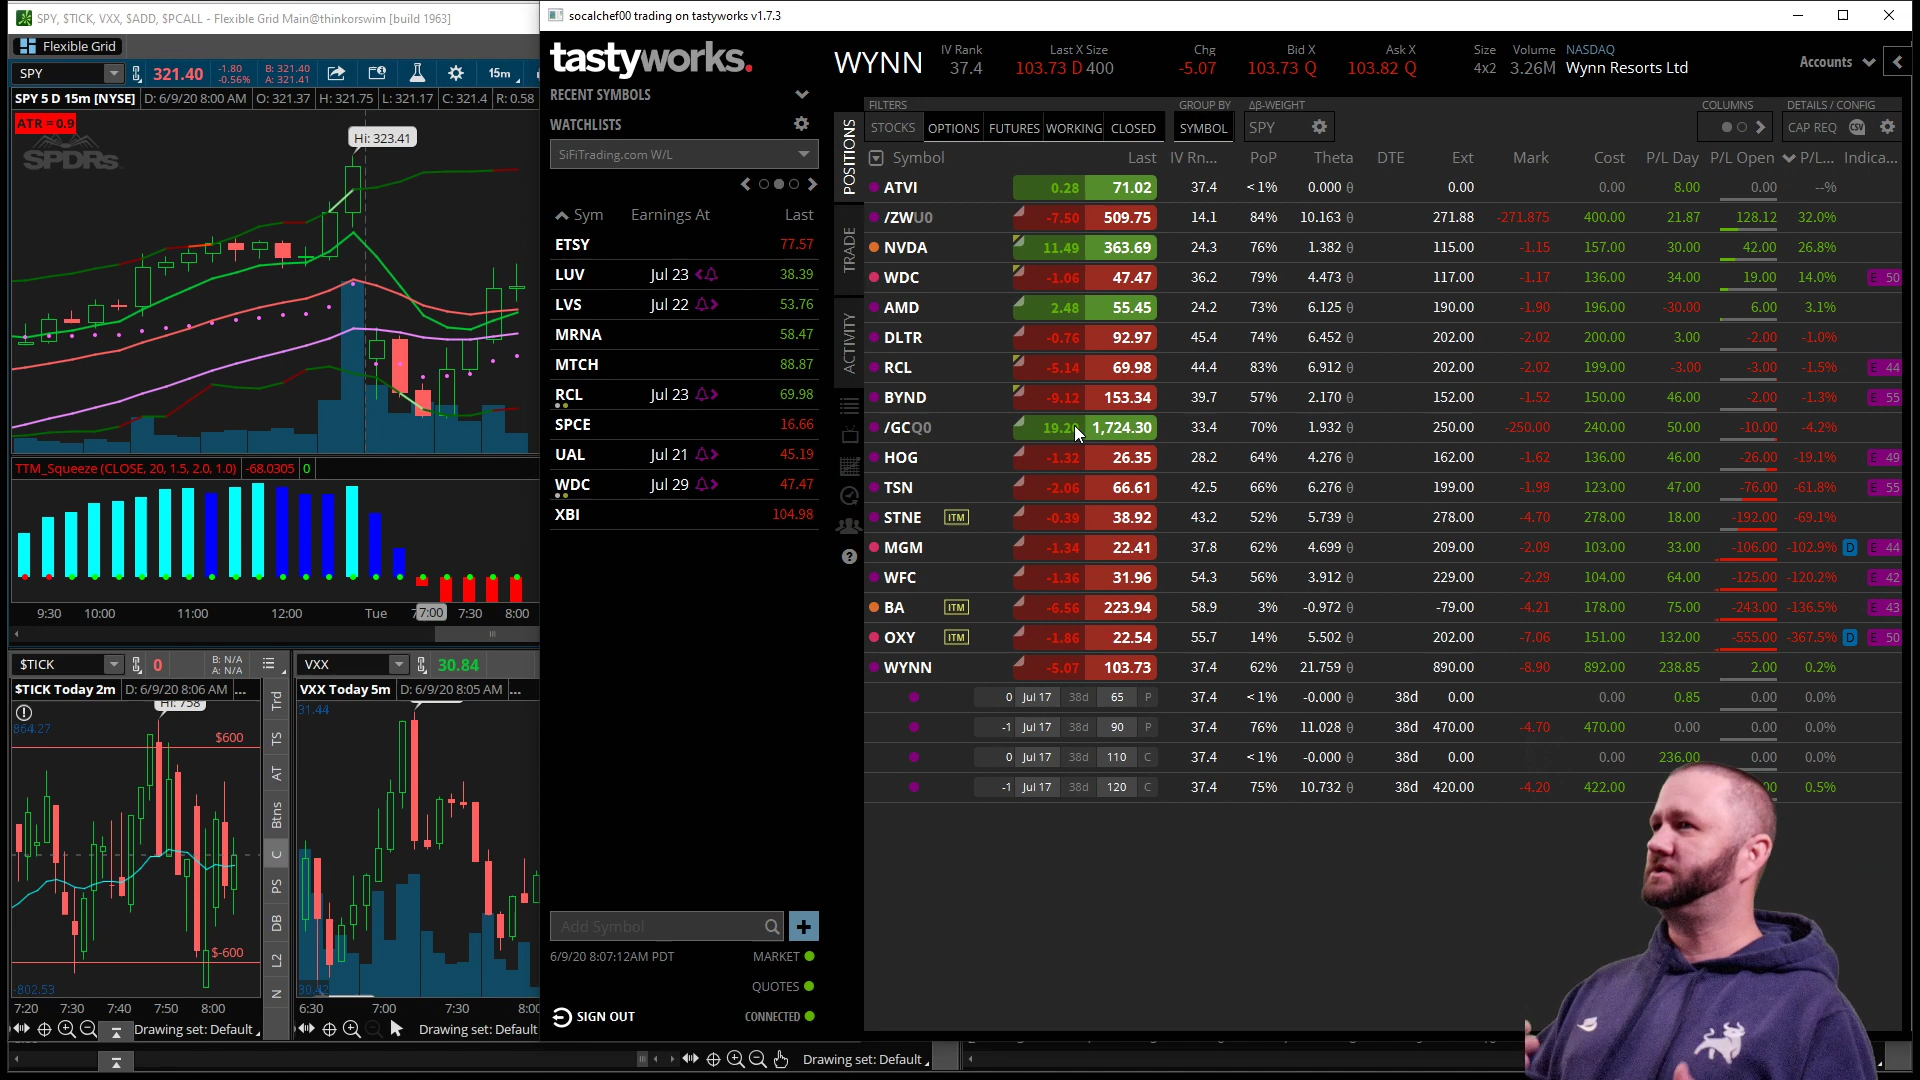 SPY, $TICK, VXX, $ADD, $PCALL - Flexible Grid Main@thinkorswim [build 1963]
Flexible Grid
SPY 321.40 -1.80 -0.56% B: 321.40 A: 321.41 15m
SPY 5 D 15m [NYSE] D: 6/9/20 8:00 AM O: 321.37 H: 321.75 L: 321.17 C: 321.4 R: 0.58
ATR = 0.9
SPDRs
Hi: 323.41
TTM_Squeeze (CLOSE, 20, 1.5, 2.0, 1.0) -68.0305 0
9:30 10:00 11:00 12:00 Tue 7:00 7:30 8:00
$TICK 0 B: N/A A: N/A
$TICK Today 2m D: 6/9/20 8:06 AM ...
Hi: 758
864.27
$600
$-600
-802.53
7:20 7:30 7:40 7:50 8:00
Drawing set: Default
Trd
TS
AT
Btns
C
PS
DB
L2
N
VXX 30.84
VXX Today 5m D: 6/9/20 8:05 AM ...
31.44
6:30 7:00 7:30 8:00
Drawing set: Default
Drawing set: Default
socalchef00 trading on tastyworks v1.7.3
tastyworks.
RECENT SYMBOLS
WATCHLISTS
SiFiTrading.com W/L
Sym Earnings At Last
ETSY 77.57
LUV Jul 23 38.39
LVS Jul 22 53.76
MRNA 58.47
MTCH 88.87
RCL Jul 23 69.98
SPCE 16.66
UAL Jul 21 45.19
WDC Jul 29 47.47
XBI 104.98
Add Symbol
6/9/20 8:07:12AM PDT MARKET
QUOTES
SIGN OUT CONNECTED
POSITIONS
TRADE
ACTIVITY
WYNN
IV Rank Last X Size Chg Bid X Ask X Size Volume NASDAQ
37.4 103.73 D 400 -5.07 103.73 Q 103.82 Q 4x2 3.26M Wynn Resorts Ltd
Accounts
FILTERS GROUP BY Δβ-WEIGHT COLUMNS DETAILS / CONFIG
STOCKS OPTIONS FUTURES WORKING CLOSED SYMBOL SPY CAP REQ CSV
Symbol Last IV Rn... PoP Theta DTE Ext Mark Cost P/L Day P/L Open P/L... Indica...
ATVI 0.28 71.02 37.4 < 1% 0.000 θ 0.00 0.00 8.00 0.00 --%
/ZWU0 -7.50 509.75 14.1 84% 10.163 θ 271.88 -271.875 400.00 21.87 128.12 32.0%
NVDA 11.49 363.69 24.3 76% 1.382 θ 115.00 -1.15 157.00 30.00 42.00 26.8%
WDC -1.06 47.47 36.2 79% 4.473 θ 117.00 -1.17 136.00 34.00 19.00 14.0% E 50
AMD 2.48 55.45 24.2 73% 6.125 θ 190.00 -1.90 196.00 -30.00 6.00 3.1%
DLTR -0.76 92.97 45.4 74% 6.452 θ 202.00 -2.02 200.00 3.00 -2.00 -1.0%
RCL -5.14 69.98 44.4 83% 6.912 θ 202.00 -2.02 199.00 -3.00 -3.00 -1.5% E 44
BYND -9.12 153.34 39.7 57% 2.170 θ 152.00 -1.52 150.00 46.00 -2.00 -1.3% E 55
/GCQ0 1,724.30 33.4 70% 1.932 θ 250.00 -250.00 240.00 50.00 -10.00 -4.2%
HOG -1.32 26.35 28.2 64% 4.276 θ 162.00 -1.62 136.00 46.00 -26.00 -19.1% E 49
TSN -2.06 66.61 42.5 66% 6.276 θ 199.00 -1.99 123.00 47.00 -76.00 -61.8% E 55
STNE ITM -0.39 38.92 43.2 52% 5.739 θ 278.00 -4.70 278.00 18.00 -192.00 -69.1%
MGM -1.34 22.41 37.8 62% 4.699 θ 209.00 -2.09 103.00 33.00 -106.00 -102.9% D E 44
WFC -1.36 31.96 54.3 56% 3.912 θ 229.00 -2.29 104.00 64.00 -125.00 -120.2% E 42
BA ITM -6.56 223.94 58.9 3% -0.972 θ -79.00 -4.21 178.00 75.00 -243.00 -136.5% E 43
OXY ITM -1.86 22.54 55.7 14% 5.502 θ 202.00 -7.06 151.00 132.00 -555.00 -367.5% D E 50
WYNN -5.07 103.73 37.4 62% 21.759 θ 890.00 -8.90 892.00 238.85 2.00 0.2%
0 Jul 17 38d 65 P 37.4 < 1% -0.000 θ 38d 0.00 0.00 0.85 0.00 0.0%
-1 Jul 17 38d 90 P 37.4 76% 11.028 θ 38d 470.00 -4.70 470.00 0.00 0.00 0.0%
0 Jul 17 38d 110 C 37.4 < 1% -0.000 θ 38d 0.00 0.00 236.00 0.00 0.0%
-1 Jul 17 38d 120 C 37.4 75% 10.732 θ 38d 420.00 -4.20 422.00 0.5%